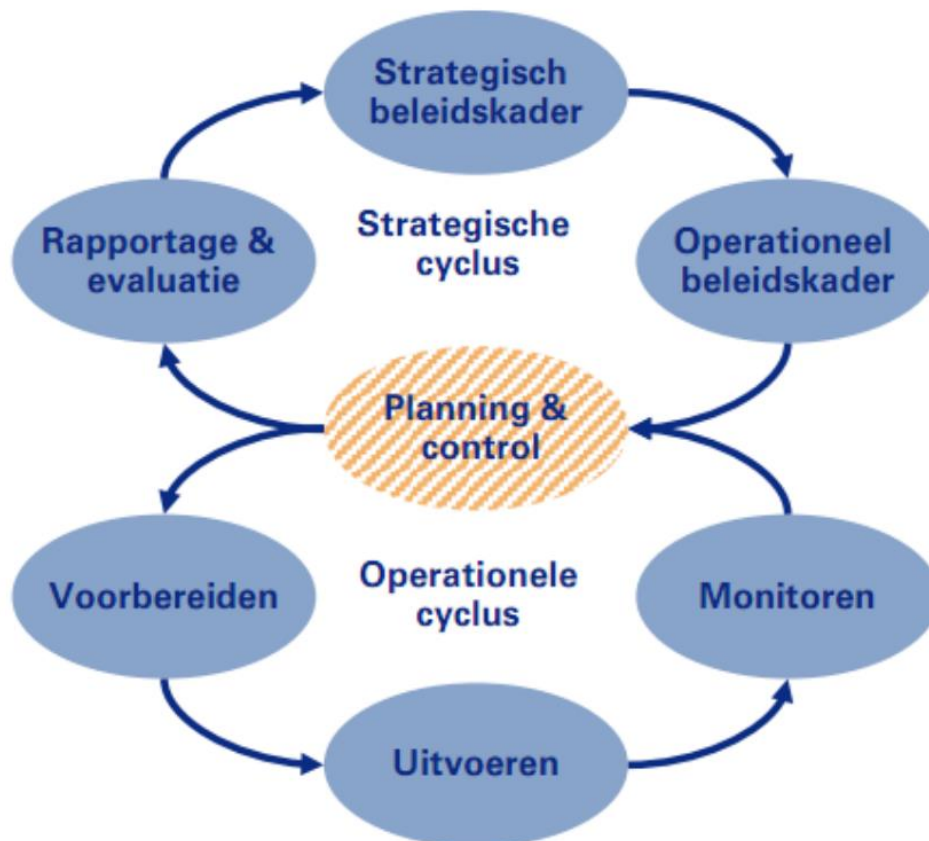 Strategisch
beleidskader
Rapportage &
evaluatie
Strategische
cyclus
Operationeel
beleidskader
Planning &
control
Voorbereiden
Operationele
cyclus
Monitoren
Uitvoeren